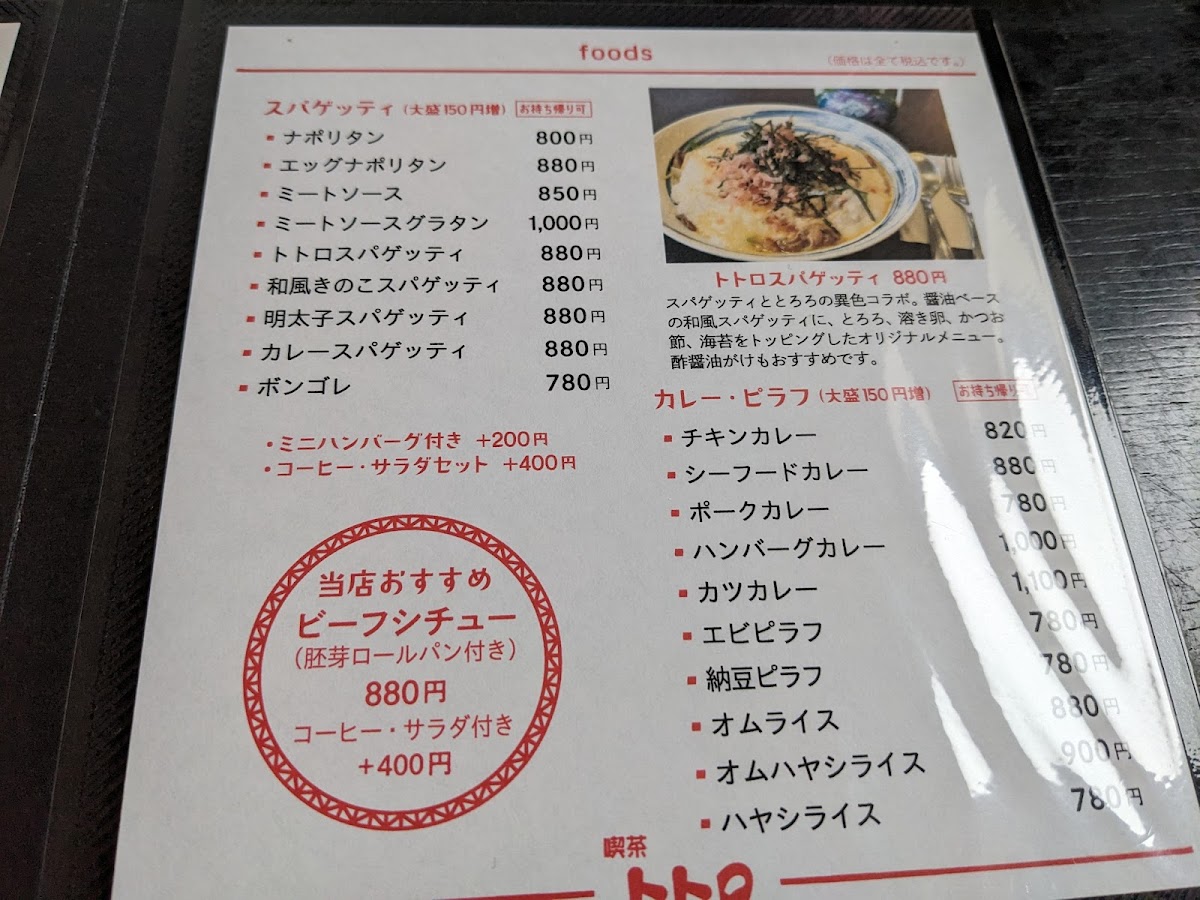 foods
(価格は全て税込です。)
スパゲッティ(大盛150円増) お持ち帰り可
ナポリタン 800円
エッグナポリタン 880円
ミートソース 850円
ミートソースグラタン 1,000円
トトロスパゲッティ 880円
和風きのこスパゲッティ 880円
明太子スパゲッティ 880円
カレースパゲッティ 880円
ボンゴレ 780円
・ミニハンバーグ付き +200円
・コーヒー・サラダセット +400円
当店おすすめ
ビーフシチュー
(胚芽ロールパン付き)
880円
コーヒー・サラダ付き
+400円
トトロスパゲッティ 880円
スパゲッティととろろの異色コラボ。醤油ベース
の和風スパゲッティに、とろろ、溶き卵、かつお
節、海苔をトッピングしたオリジナルメニュー。
酢醤油がけもおすすめです。
カレー・ピラフ(大盛150円増) お持ち帰り可
チキンカレー 820円
シーフードカレー 880円
ポークカレー 780円
ハンバーグカレー 1,000円
カツカレー 1,100円
エビピラフ 780円
納豆ピラフ 780円
オムライス 880円
オムハヤシライス 900円
ハヤシライス 780円
喫茶
トトロ